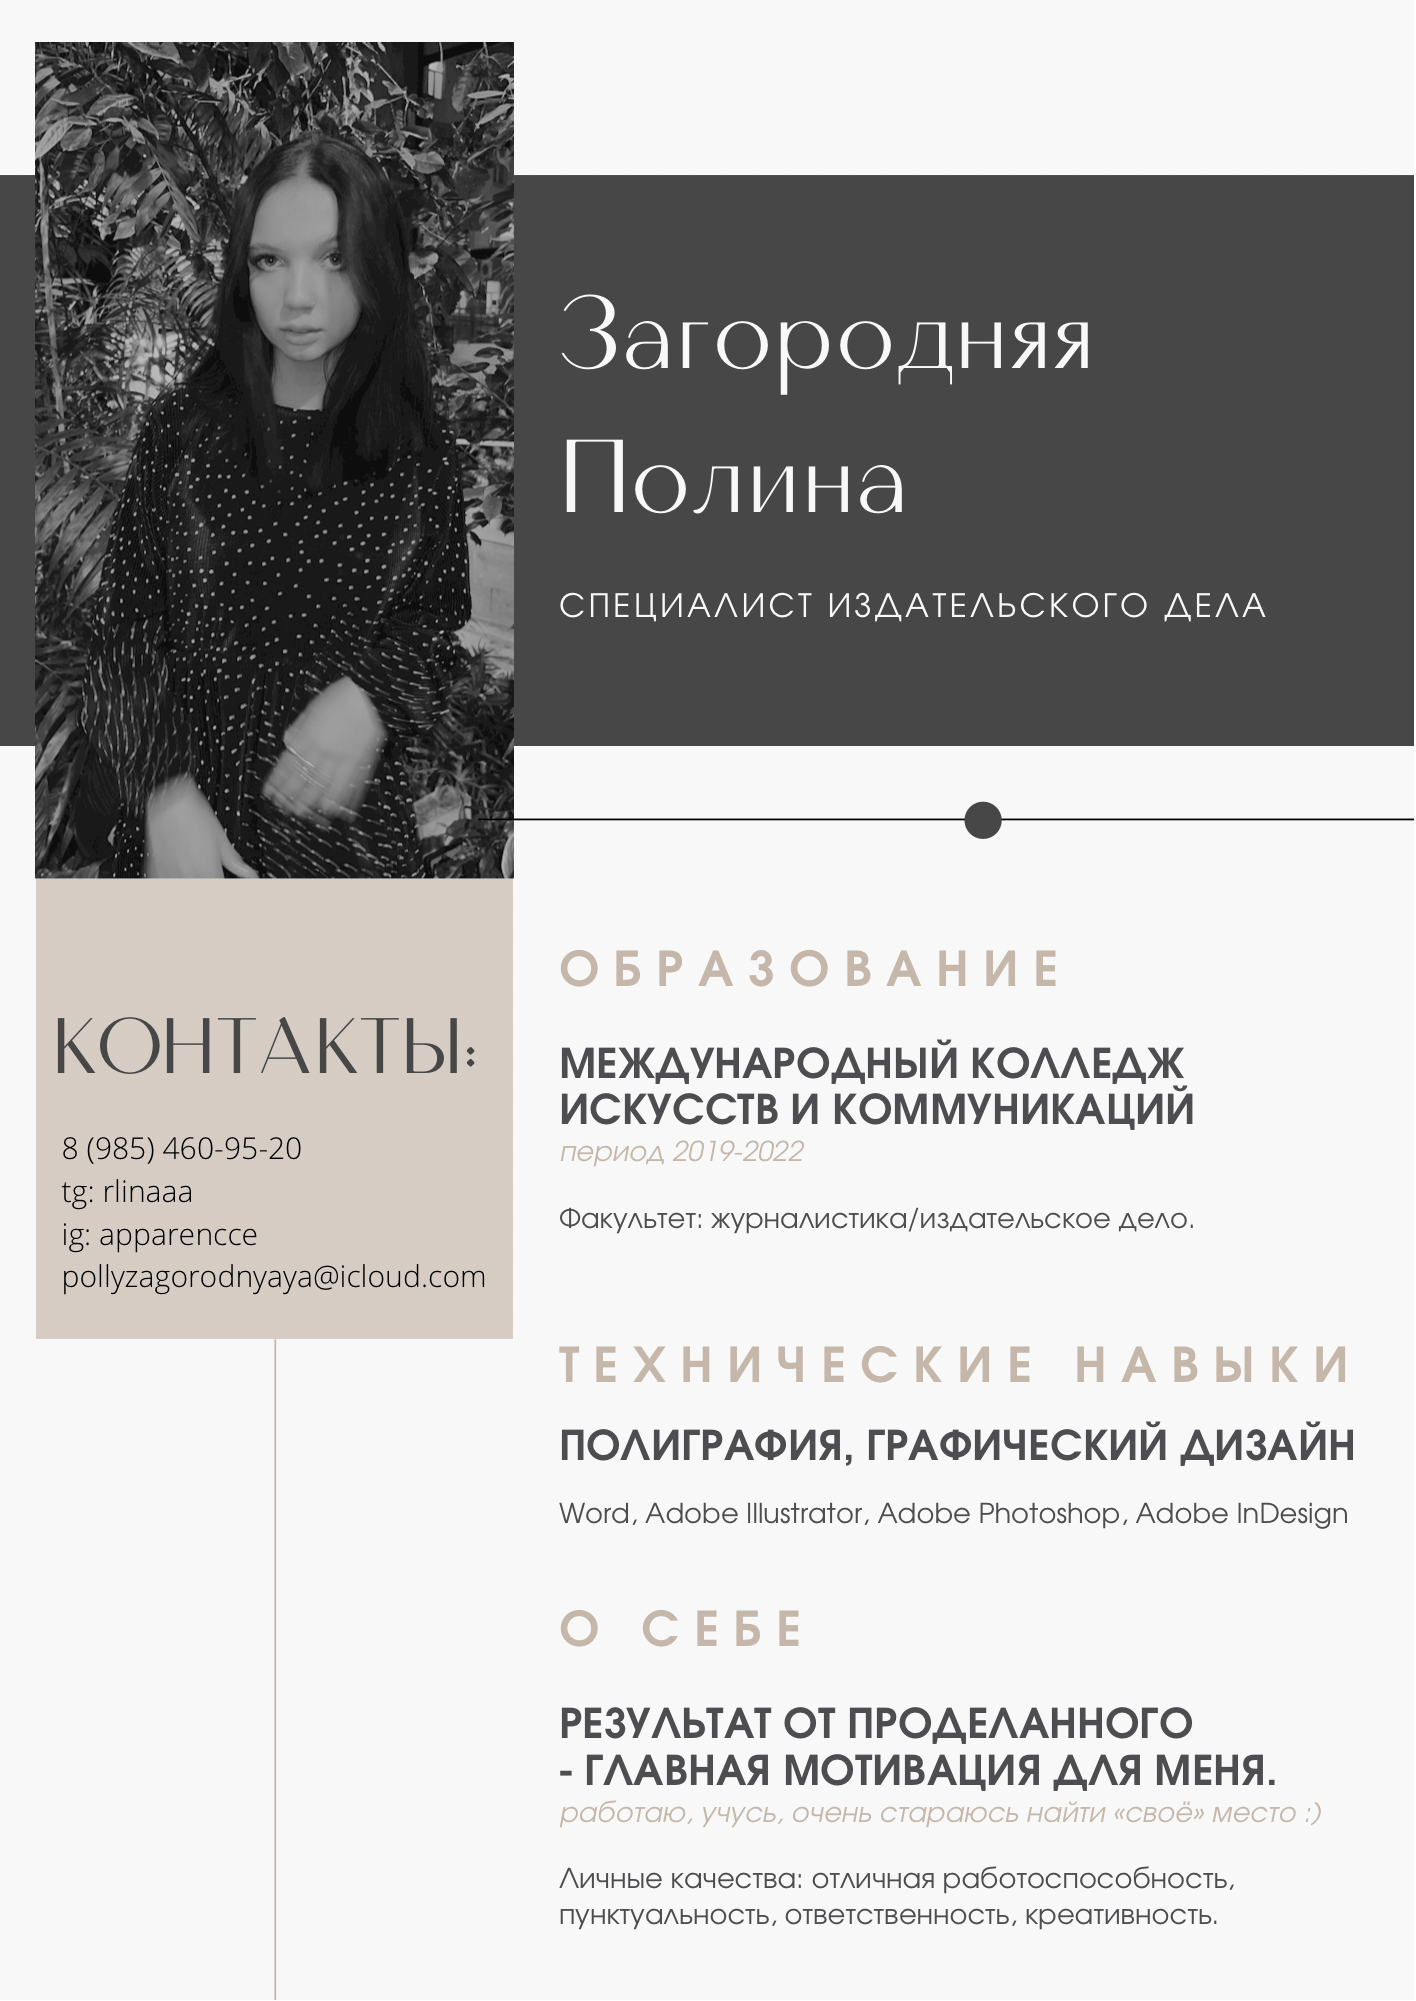 Загородняя
Полина
СПЕЦИАЛИСТ ИЗДАТЕЛЬСКОГО ДЕЛА
КОНТАКТЫ:
8 (985) 460-95-20
tg: rlinaaa
ig: apparencce
pollyzagorodnyaya@icloud.com
ОБРАЗОВАНИЕ
МЕЖДУНАРОДНЫЙ КОЛЛЕДЖ
ИСКУССТВ И КОММУНИКАЦИЙ
период 2019-2022
Факультет: журналистика/издательское дело.
ТЕХНИЧЕСКИЕ НАВЫКИ
ПОЛИГРАФИЯ, ГРАФИЧЕСКИЙ ДИЗАЙН
Word, Adobe Illustrator, Adobe Photoshop, Adobe InDesign
О СЕБЕ
РЕЗУЛЬТАТ ОТ ПРОДЕЛАННОГО
- ГЛАВНАЯ МОТИВАЦИЯ ДЛЯ МЕНЯ.
работаю, учусь, очень стараюсь найти «своё» место :)
Личные качества: отличная работоспособность,
пунктуальность, ответственность, креативность.